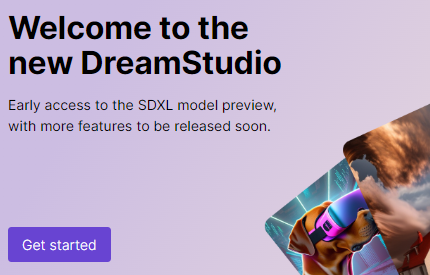 Welcome to the
new DreamStudio
Early access to the SDXL model preview,
with more features to be released soon.
Get started